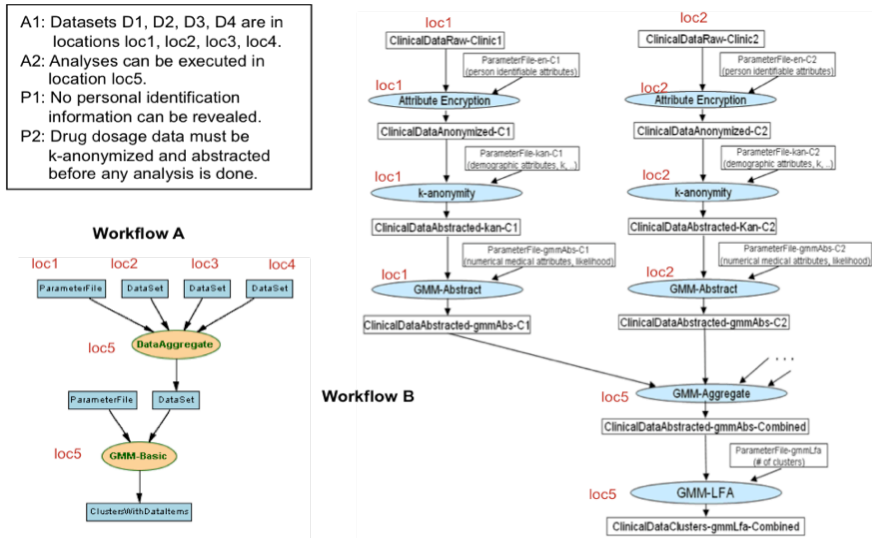 A1: Datasets D1, D2, D3, D4 are in
locations loc1, loc2, loc3, loc4.
A2: Analyses can be executed in
location loc5.
P1: No personal identification
information can be revealed.
P2: Drug dosage data must be
k-anonymized and abstracted
before any analysis is done.
Workflow A
loc1 loc2 loc3 loc4
ParameterFile DataSet DataSet DataSet
loc5
DataAggregate
ParameterFile DataSet
loc5
GMM-Basic
ClustersWithDataItems
Workflow B
loc1
ClinicalDataRaw-Clinic1
ParameterFile-en-C1
(person identifiable attributes)
loc1
Attribute Encryption
ClinicalDataAnonymized-C1
ParameterFile-kan-C1
(demographic attributes, k, ..)
loc1
k-anonymity
ClinicalDataAbstracted-kan-C1
ParameterFile-gmmAbs-C1
(numerical medical attributes, likelihood)
loc1
GMM-Abstract
ClinicalDataAbstracted-gmmAbs-C1
loc2
ClinicalDataRaw-Clinic2
ParameterFile-en-C2
(person identifiable attributes)
loc2
Attribute Encryption
ClinicalDataAnonymized-C2
ParameterFile-kan-C2
(demographic attributes, k, ..)
loc2
k-anonymity
ClinicalDataAbstracted-Kan-C2
ParameterFile-gmmAbs-C2
(numerical medical attributes, likelihood)
loc2
GMM-Abstract
ClinicalDataAbstracted-gmmAbs-C2
. . .
loc5
GMM-Aggregate
ClinicalDataAbstracted-gmmAbs-Combined
ParameterFile-gmmLfa
(# of clusters)
loc5
GMM-LFA
ClinicalDataClusters-gmmLfa-Combined